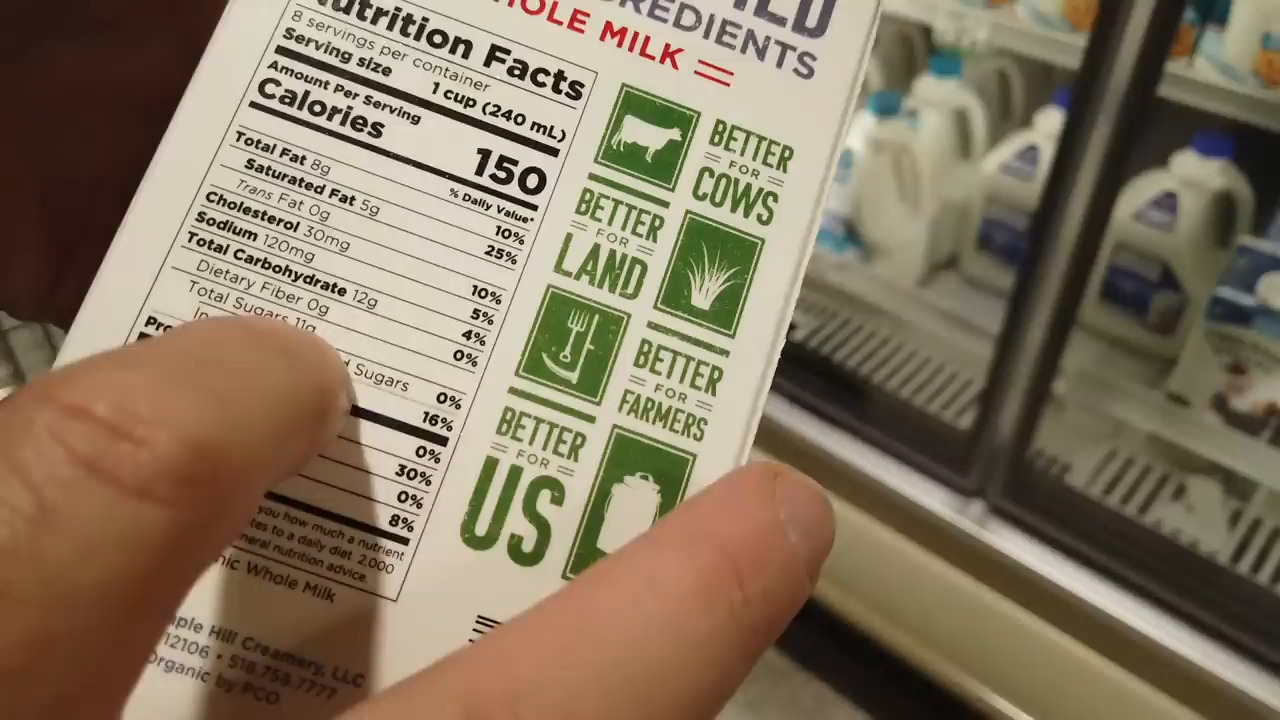 Nutrition Facts
8 servings per container
Serving size 1 cup (240 mL)
Amount Per Serving
Calories 150
% Daily Value*
Total Fat 8g 10%
Saturated Fat 5g 25%
Trans Fat 0g
Cholesterol 30mg 10%
Sodium 120mg 5%
Total Carbohydrate 12g 4%
Dietary Fiber 0g 0%
Total Sugars 11g
Sugars 0%
16%
0%
30%
0%
8%
you how much a nutrient
to a daily diet. 2,000
nutrition advice.
Whole Milk
Hill Creamery, LLC
12106 • 518.758.7777
Organic by PCO
MILK
BETTER
FOR
COWS
BETTER
FOR
LAND
BETTER
FOR
FARMERS
BETTER
FOR
US